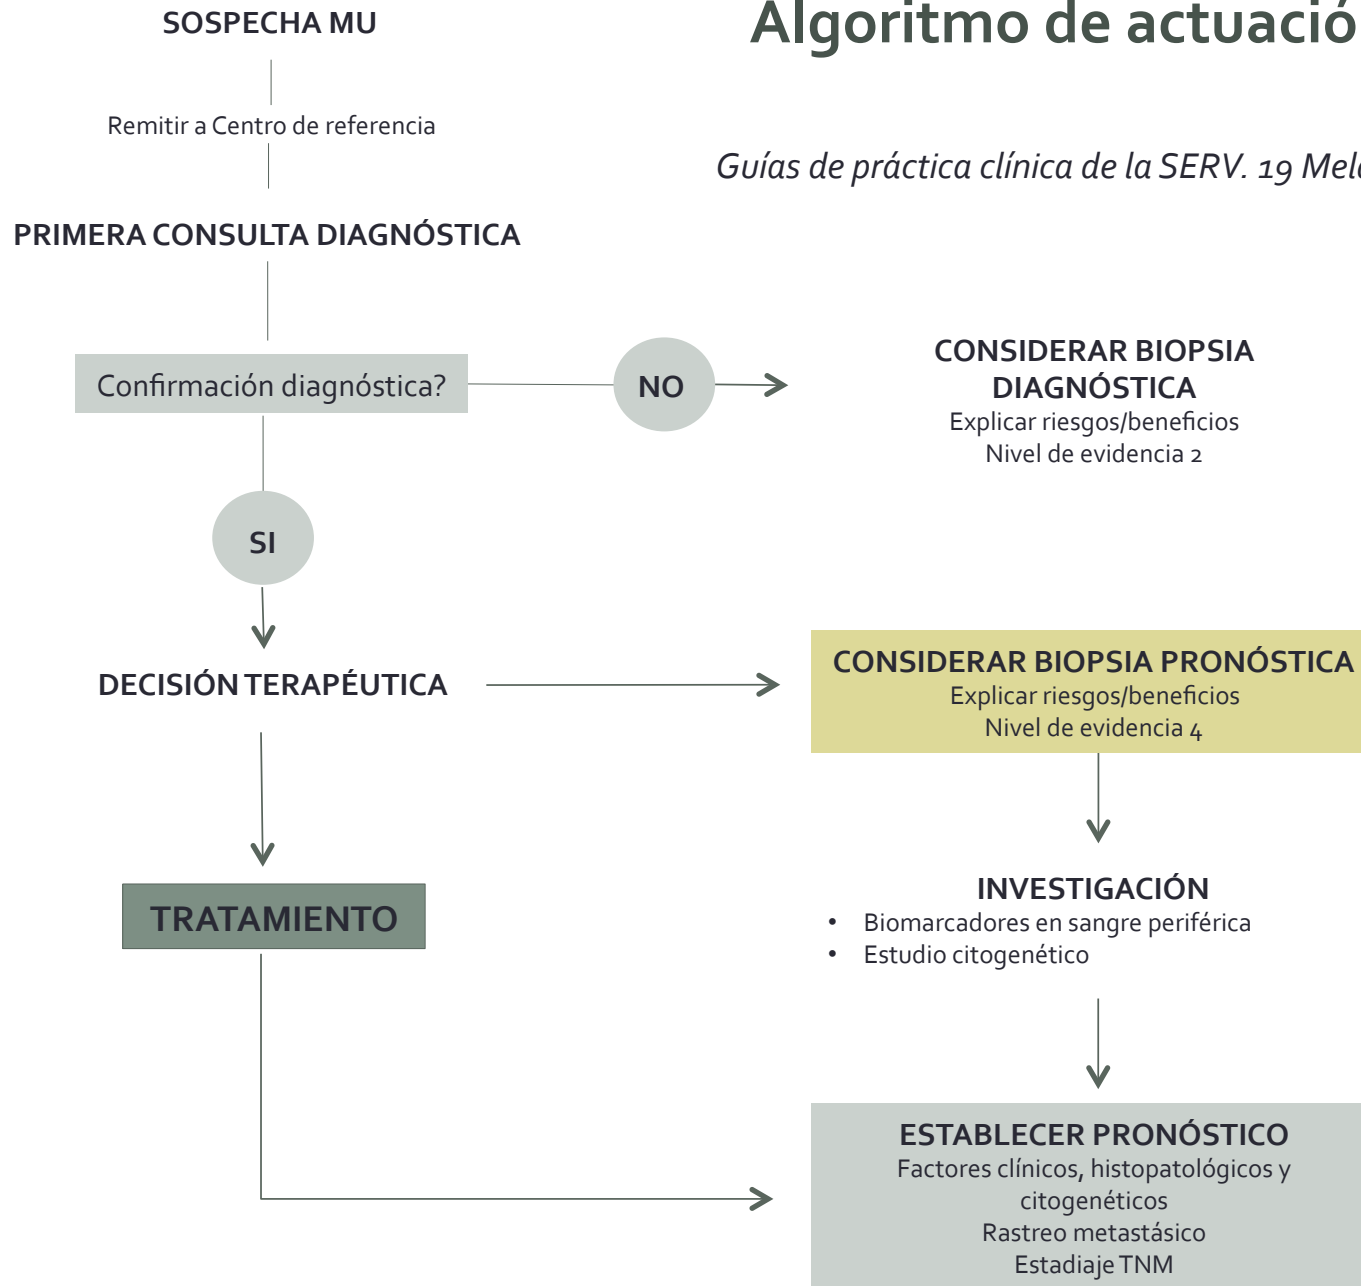 SOSPECHA MU
Algoritmo de actuació
Remitir a Centro de referencia
Guías de práctica clínica de la SERV. 19 Mel
PRIMERA CONSULTA DIAGNÓSTICA
Confirmación diagnóstica?
NO
CONSIDERAR BIOPSIA
DIAGNÓSTICA
Explicar riesgos/beneficios
Nivel de evidencia 2
SI
DECISIÓN TERAPÉUTICA
CONSIDERAR BIOPSIA PRONÓSTICA
Explicar riesgos/beneficios
Nivel de evidencia 4
TRATAMIENTO
INVESTIGACIÓN
• Biomarcadores en sangre periférica
• Estudio citogenético
ESTABLECER PRONÓSTICO
Factores clínicos, histopatológicos y
citogenéticos
Rastreo metastásico
Estadiaje TNM